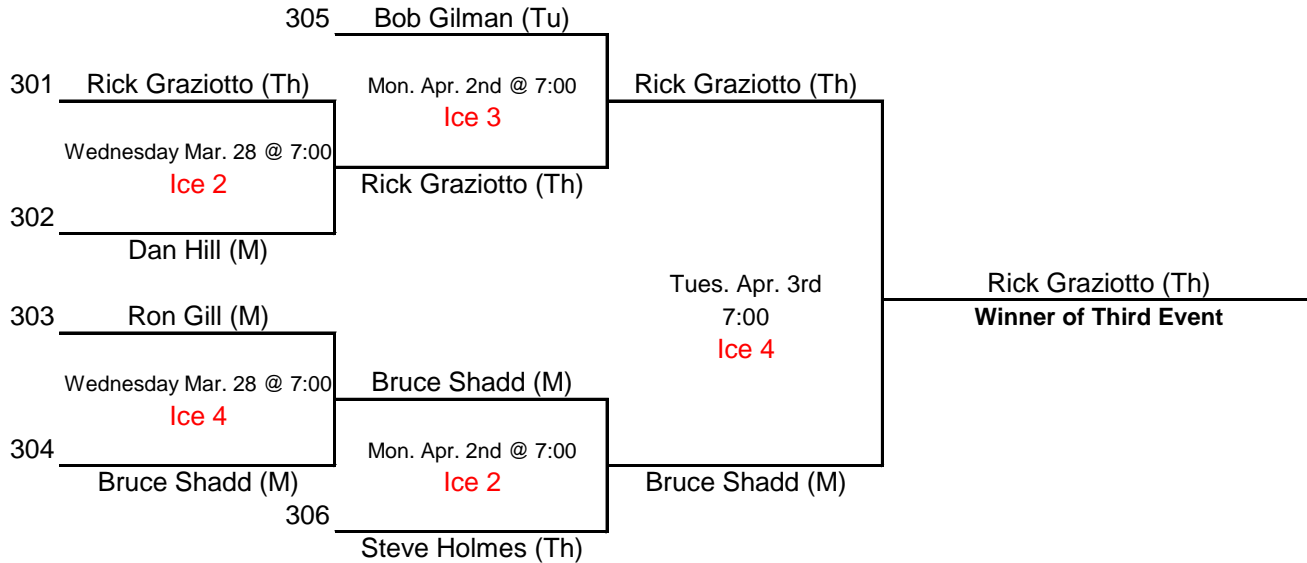 305 Bob Gilman (Tu)
301 Rick Graziotto (Th) Mon. Apr. 2nd @ 7:00 Rick Graziotto (Th)
Ice 3
Wednesday Mar. 28 @ 7:00
Ice 2 Rick Graziotto (Th)
302
Dan Hill (M)
Tues. Apr. 3rd Rick Graziotto (Th)
303 Ron Gill (M) 7:00 Winner of Third Event
Ice 4
Wednesday Mar. 28 @ 7:00 Bruce Shadd (M)
Ice 4
304 Mon. Apr. 2nd @ 7:00
Bruce Shadd (M) Ice 2 Bruce Shadd (M)
306
Steve Holmes (Th)